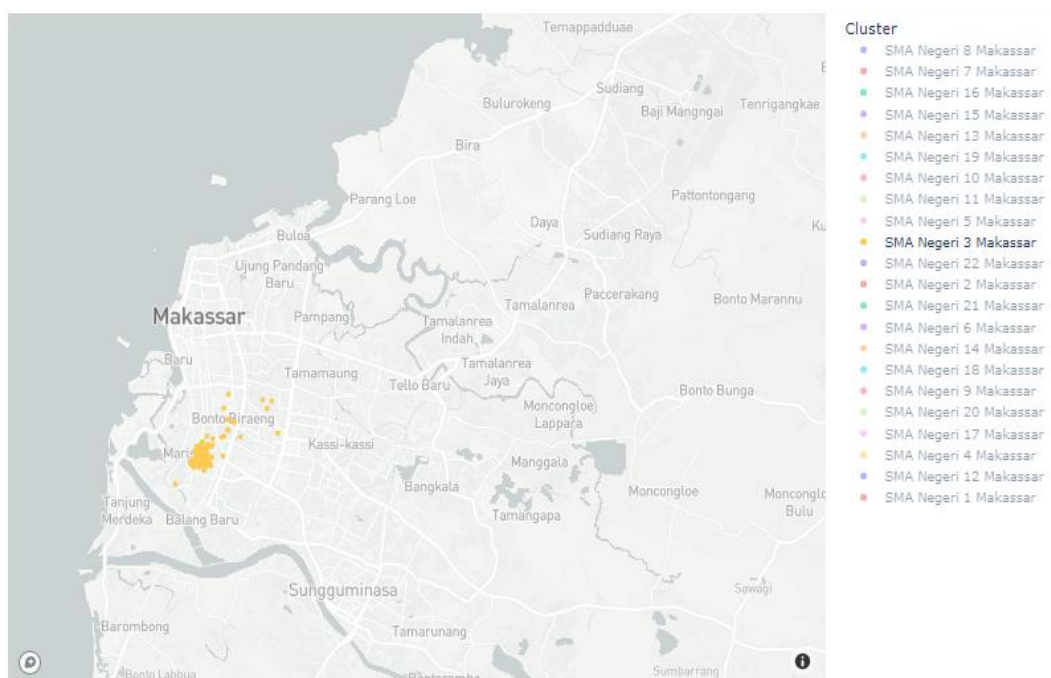 Temappadduae
Sudiang
Bulurokeng
Baji Mangngai
Tenrigangkae
Bira
Pattontongang
Parang Loe
Daya
Buloa
Sudiang Raya
Ku
Ujung Pandang
Baru
Paccerakang
Bonto Marannu
Tamalanrea
Makassar
Pampang
Tamalanrea
Indah
Baru
Tamalanrea
Jaya
Tamamaung
Tello Baru
Bonto Bunga
Moncongloe
Lappara
Bonto Biraeng
Kassi-kassi
Maris
Manggala
Bangkala
Moncongloe
Moncongloe
Bulu
Tanjung
Merdeka
Balang Baru
Tamangapa
Sungguminasa
Sawagi
Barombong
Tamarunang
Sumbarrang
Cluster
SMA Negeri 8 Makassar
SMA Negeri 7 Makassar
SMA Negeri 16 Makassar
SMA Negeri 15 Makassar
SMA Negeri 13 Makassar
SMA Negeri 19 Makassar
SMA Negeri 10 Makassar
SMA Negeri 11 Makassar
SMA Negeri 5 Makassar
SMA Negeri 3 Makassar
SMA Negeri 22 Makassar
SMA Negeri 2 Makassar
SMA Negeri 21 Makassar
SMA Negeri 6 Makassar
SMA Negeri 14 Makassar
SMA Negeri 18 Makassar
SMA Negeri 9 Makassar
SMA Negeri 20 Makassar
SMA Negeri 17 Makassar
SMA Negeri 4 Makassar
SMA Negeri 12 Makassar
SMA Negeri 1 Makassar